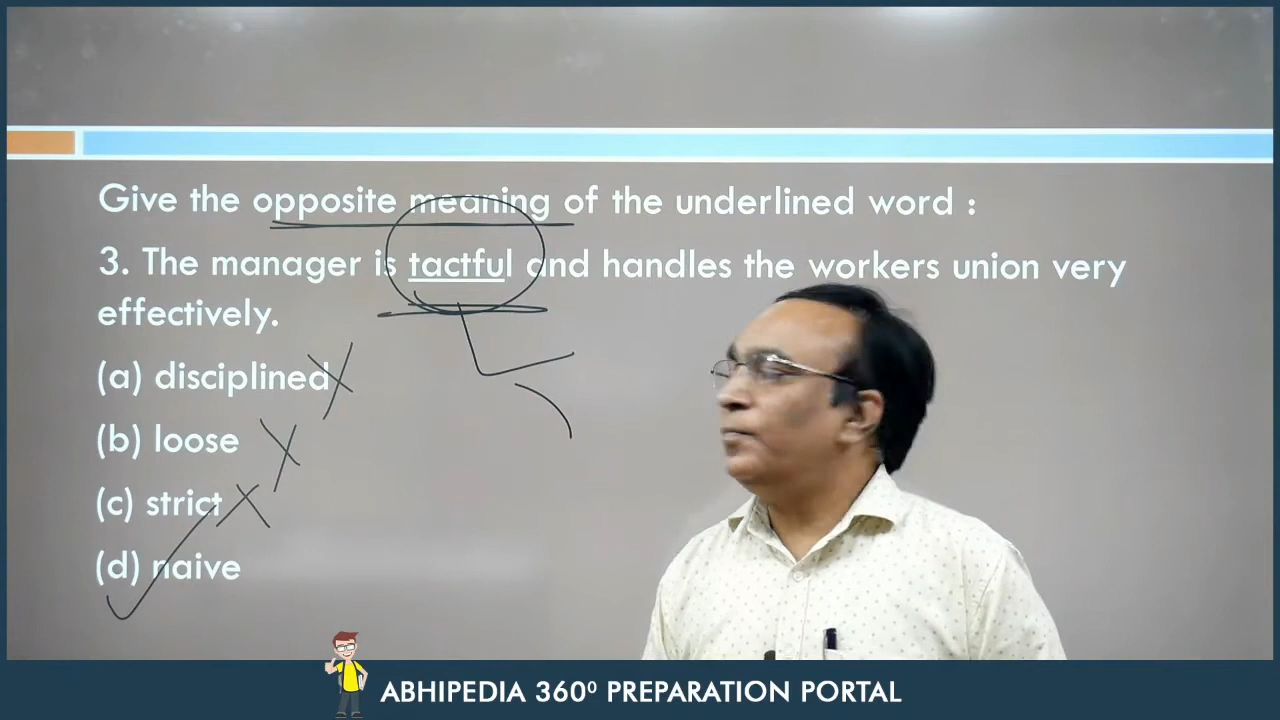 Give the opposite meaning of the underlined word :
3. The manager is tactful and handles the workers union very
effectively.
(a) disciplined
(b) loose
(c) strict
(d) naive
ABHIPEDIA 360⁰ PREPARATION PORTAL